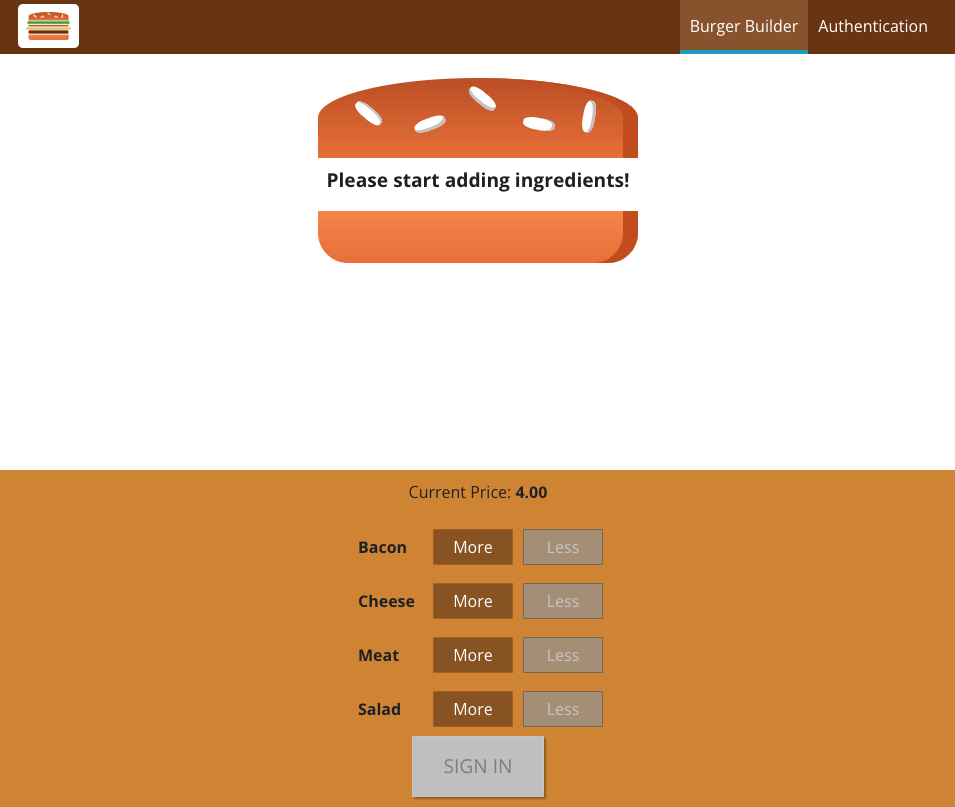 Burger Builder Authentication
Please start adding ingredients!
Current Price: 4.00
Bacon More Less
Cheese More Less
Meat More Less
Salad More Less
SIGN IN